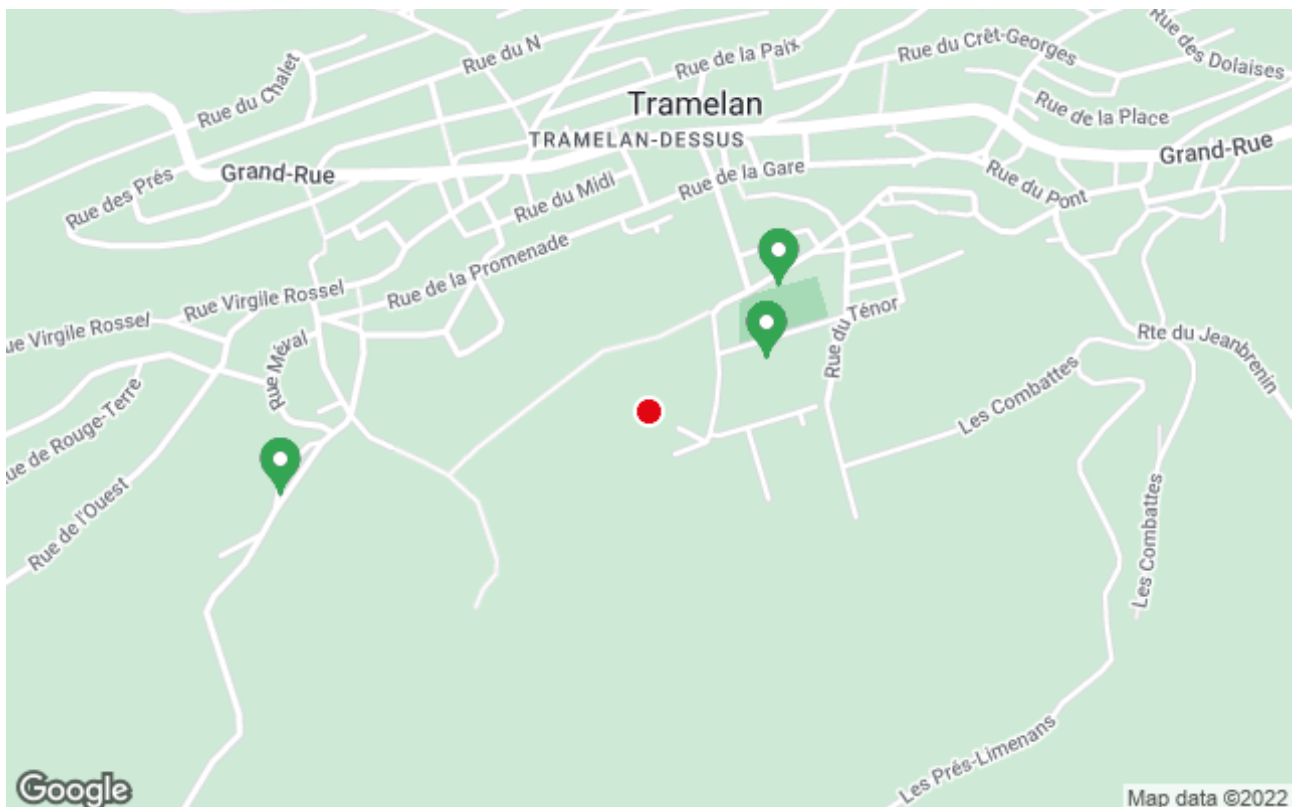 Rue du N
Rue de la Paix
Rue du Crêt-Georges
Rue des Dolaises
Rue du Chalet
Tramelan
Rue de la Place
TRAMELAN-DESSUS
Grand-Rue
Grand-Rue
Rue de la Gare
Rue du Pont
Rue des Prés
Rue du Midi
Rue de la Promenade
Rue Virgile Rossel
ue Virgile Rossel
Rue du Ténor
Rte du Jeanbrenin
Rue Méval
Les Combattes
ue de Rouge-Terre
Rue de l'Ouest
Les Combattes
Les Prés-Limenans
Google
Map data ©2022